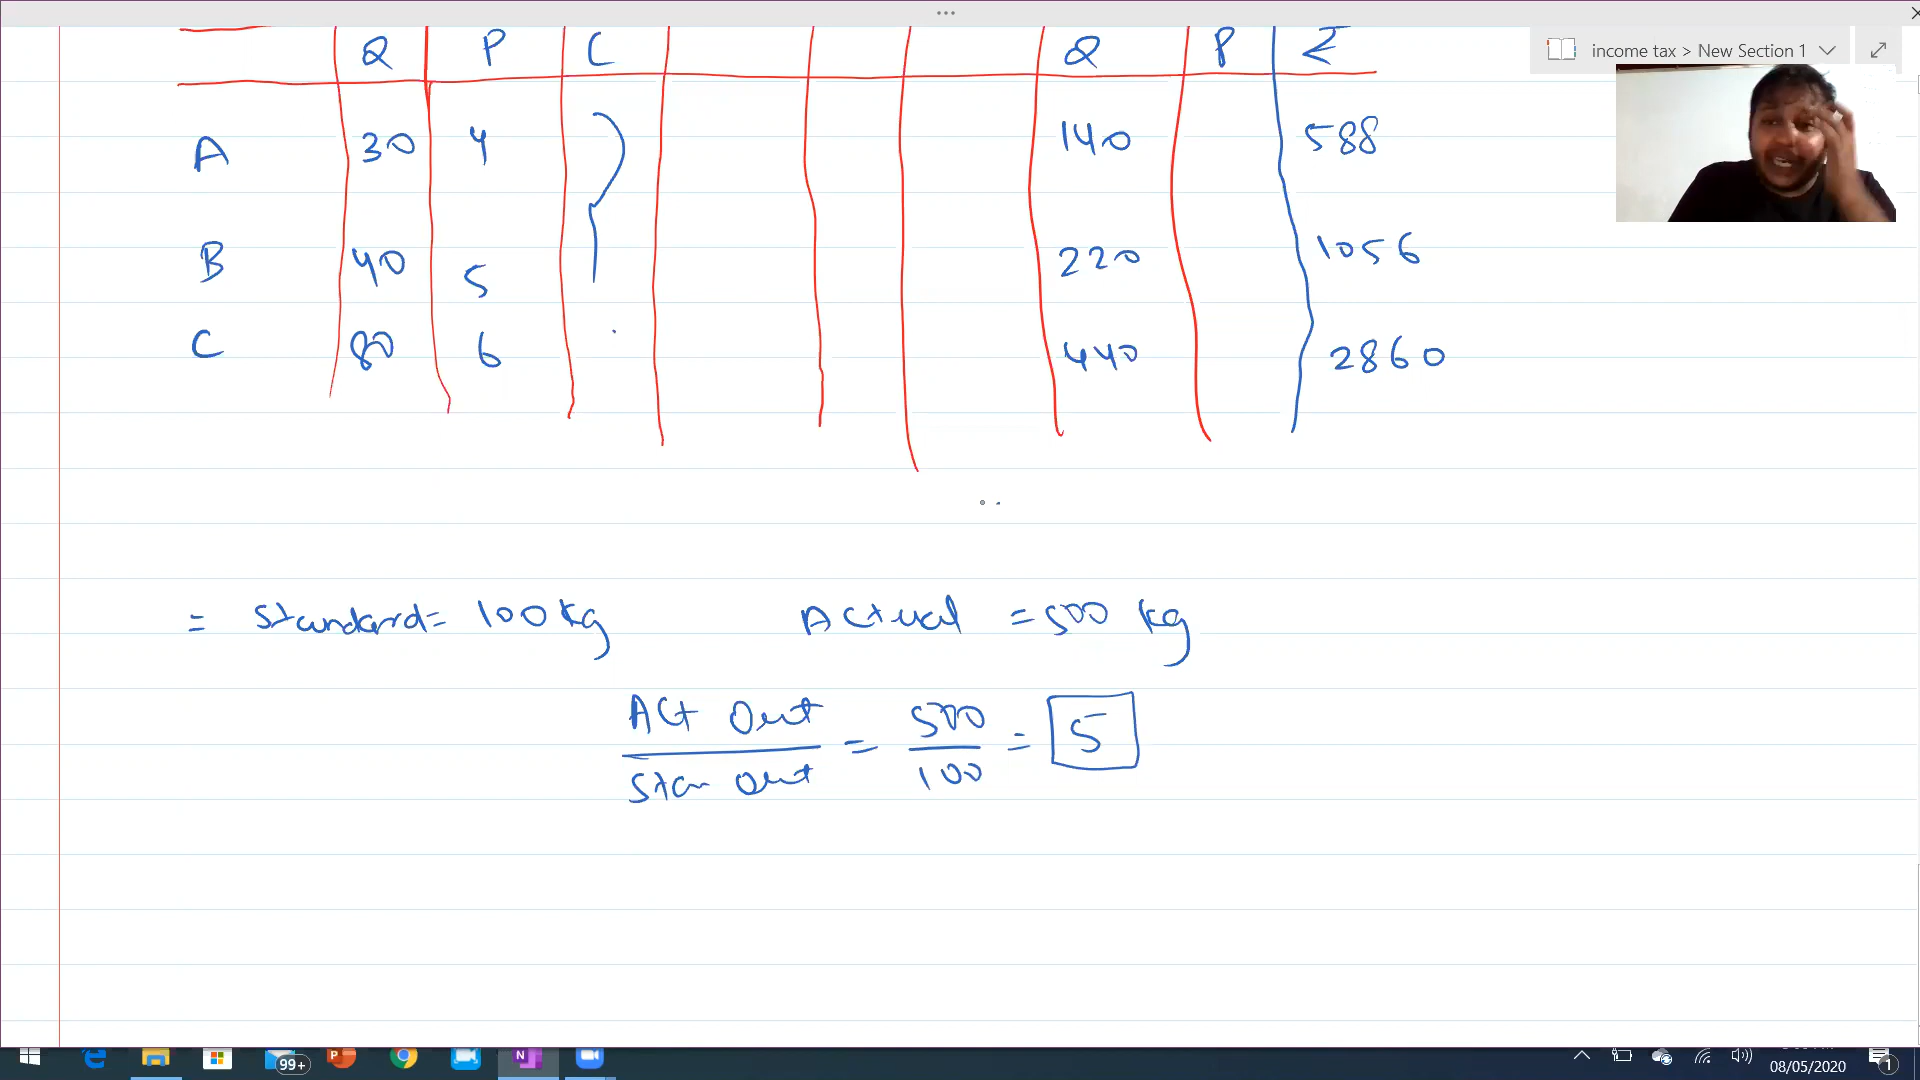 Q P C Q P ₹
income tax > New Section 1
A 30 4 140 588
B 40 5 220 1056
C 80 6 440 2860
= Standard = 100 kg Actual = 500 kg
Act Out / Stan Out = 500 / 100 = 5
99+
08/05/2020
1